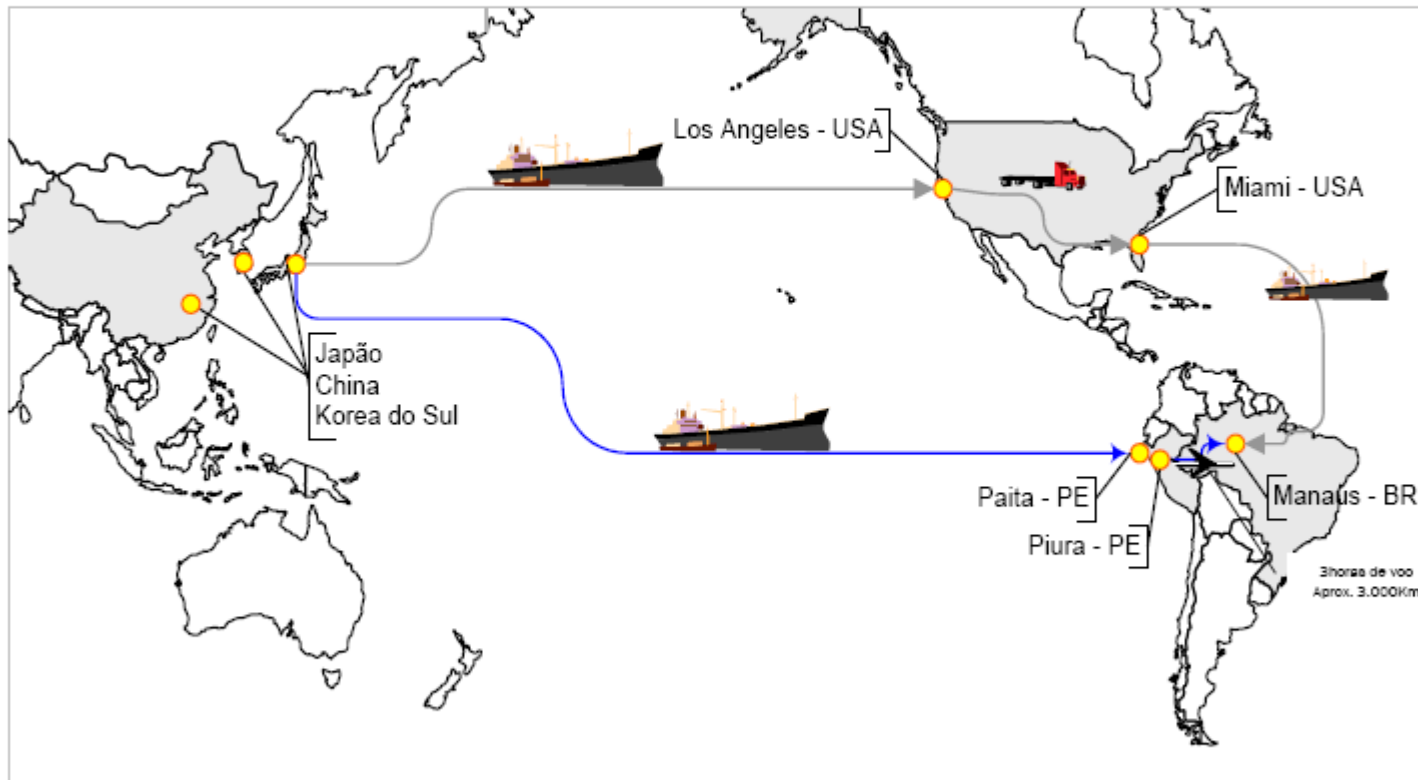 Los Angeles - USA
Miami - USA
Japão
China
Korea do Sul
Paita - PE
Manaus - BR
Piura - PE
3horas de voo
Aprox. 3.000Km